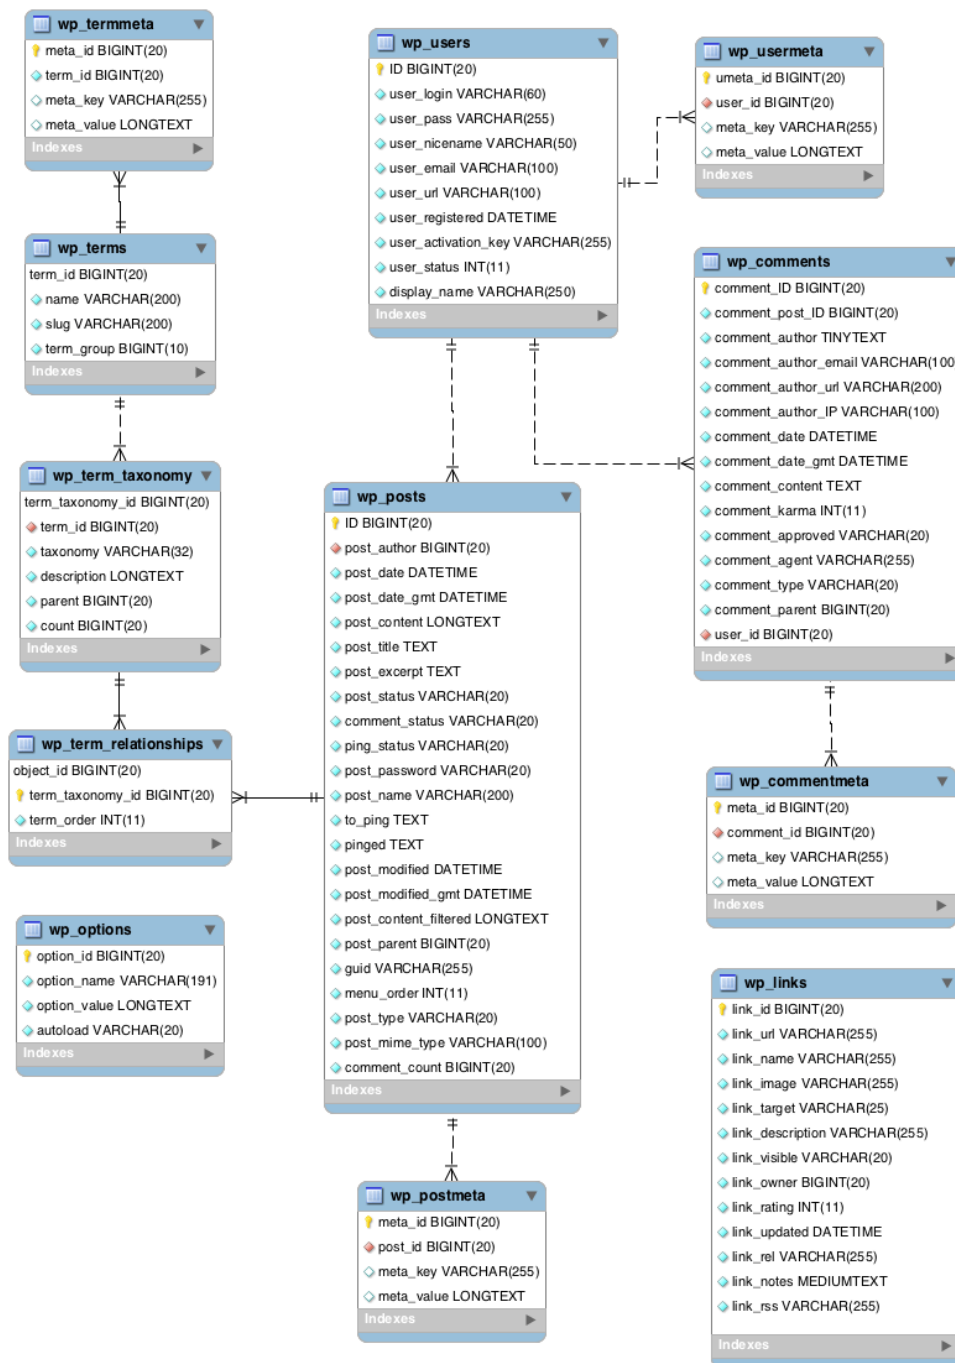 wp_termmeta
meta_id BIGINT(20)
term_id BIGINT(20)
meta_key VARCHAR(255)
meta_value LONGTEXT
Indexes
wp_terms
term_id BIGINT(20)
name VARCHAR(200)
slug VARCHAR(200)
term_group BIGINT(10)
Indexes
wp_term_taxonomy
term_taxonomy_id BIGINT(20)
term_id BIGINT(20)
taxonomy VARCHAR(32)
description LONGTEXT
parent BIGINT(20)
count BIGINT(20)
Indexes
wp_term_relationships
object_id BIGINT(20)
term_taxonomy_id BIGINT(20)
term_order INT(11)
Indexes
wp_options
option_id BIGINT(20)
option_name VARCHAR(191)
option_value LONGTEXT
autoload VARCHAR(20)
Indexes
wp_users
ID BIGINT(20)
user_login VARCHAR(60)
user_pass VARCHAR(255)
user_nicename VARCHAR(50)
user_email VARCHAR(100)
user_url VARCHAR(100)
user_registered DATETIME
user_activation_key VARCHAR(255)
user_status INT(11)
display_name VARCHAR(250)
Indexes
wp_posts
ID BIGINT(20)
post_author BIGINT(20)
post_date DATETIME
post_date_gmt DATETIME
post_content LONGTEXT
post_title TEXT
post_excerpt TEXT
post_status VARCHAR(20)
comment_status VARCHAR(20)
ping_status VARCHAR(20)
post_password VARCHAR(20)
post_name VARCHAR(200)
to_ping TEXT
pinged TEXT
post_modified DATETIME
post_modified_gmt DATETIME
post_content_filtered LONGTEXT
post_parent BIGINT(20)
guid VARCHAR(255)
menu_order INT(11)
post_type VARCHAR(20)
post_mime_type VARCHAR(100)
comment_count BIGINT(20)
Indexes
wp_postmeta
meta_id BIGINT(20)
post_id BIGINT(20)
meta_key VARCHAR(255)
meta_value LONGTEXT
Indexes
wp_usermeta
umeta_id BIGINT(20)
user_id BIGINT(20)
meta_key VARCHAR(255)
meta_value LONGTEXT
Indexes
wp_comments
comment_ID BIGINT(20)
comment_post_ID BIGINT(20)
comment_author TINYTEXT
comment_author_email VARCHAR(100
comment_author_url VARCHAR(200)
comment_author_IP VARCHAR(100)
comment_date DATETIME
comment_date_gmt DATETIME
comment_content TEXT
comment_karma INT(11)
comment_approved VARCHAR(20)
comment_agent VARCHAR(255)
comment_type VARCHAR(20)
comment_parent BIGINT(20)
user_id BIGINT(20)
Indexes
wp_commentmeta
meta_id BIGINT(20)
comment_id BIGINT(20)
meta_key VARCHAR(255)
meta_value LONGTEXT
Indexes
wp_links
link_id BIGINT(20)
link_url VARCHAR(255)
link_name VARCHAR(255)
link_image VARCHAR(255)
link_target VARCHAR(25)
link_description VARCHAR(255)
link_visible VARCHAR(20)
link_owner BIGINT(20)
link_rating INT(11)
link_updated DATETIME
link_rel VARCHAR(255)
link_notes MEDIUMTEXT
link_rss VARCHAR(255)
Indexes